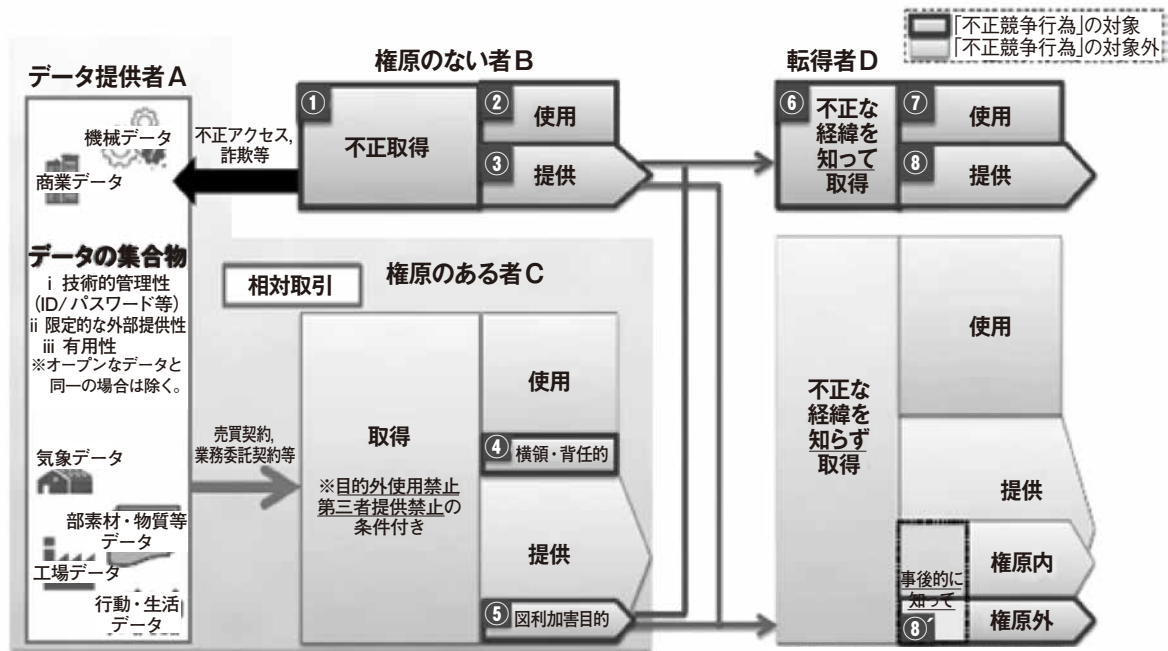 「不正競争行為」の対象
「不正競争行為」の対象外
データ提供者A
機械データ
商業データ
データの集合物
i 技術的管理性
(ID/パスワード等)
ii 限定的な外部提供性
iii 有用性
※オープンなデータと
同一の場合は除く。
気象データ
部素材・物質等
データ
工場データ
行動・生活
データ
不正アクセス,
詐欺等
売買契約,
業務委託契約等
権原のない者B
①
不正取得
②
使用
③
提供
相対取引
権原のある者C
取得
※目的外使用禁止
第三者提供禁止の
条件付き
使用
④
横領・背任的
提供
⑤
図利加害目的
転得者D
⑥
不正な
経緯を
知って
取得
⑦
使用
⑧
提供
不正な
経緯を
知らず
取得
使用
提供
事後的に
知って
⑧´
権原内
権原外